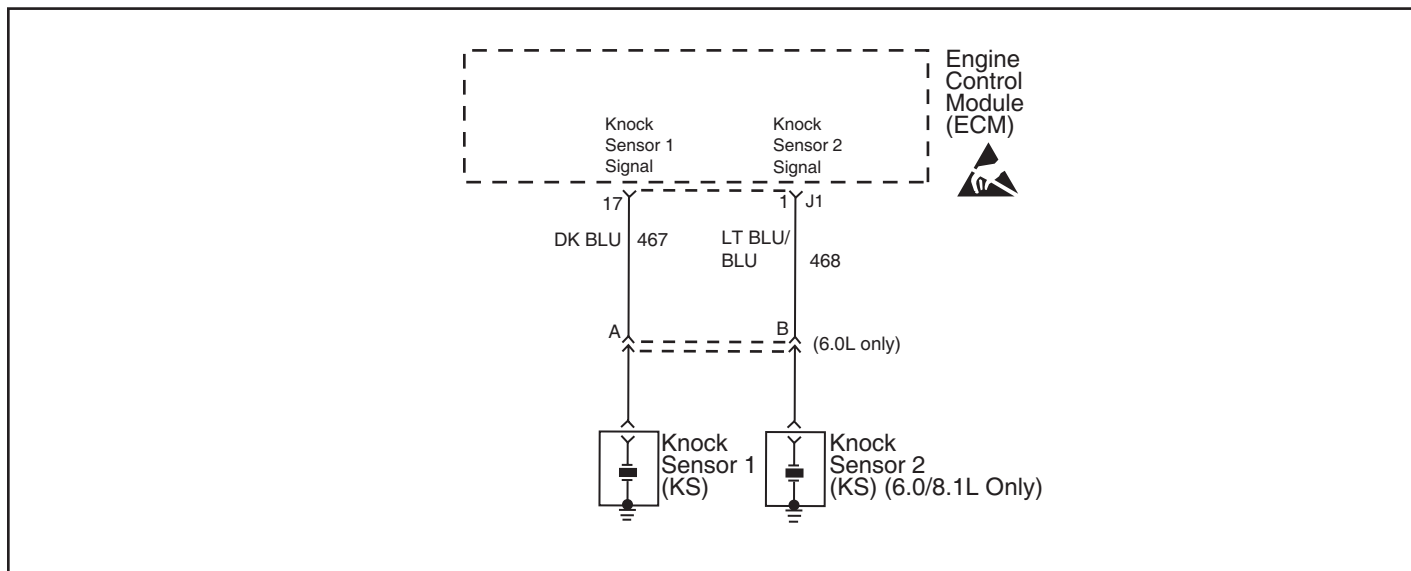 Engine
Control
Module
(ECM)
Knock
Sensor 1
Signal
Knock
Sensor 2
Signal
17
1
J1
DK BLU
467
LT BLU/
BLU
468
A
B
(6.0L only)
Knock
Sensor 1
(KS)
Knock
Sensor 2
(KS) (6.0/8.1L Only)